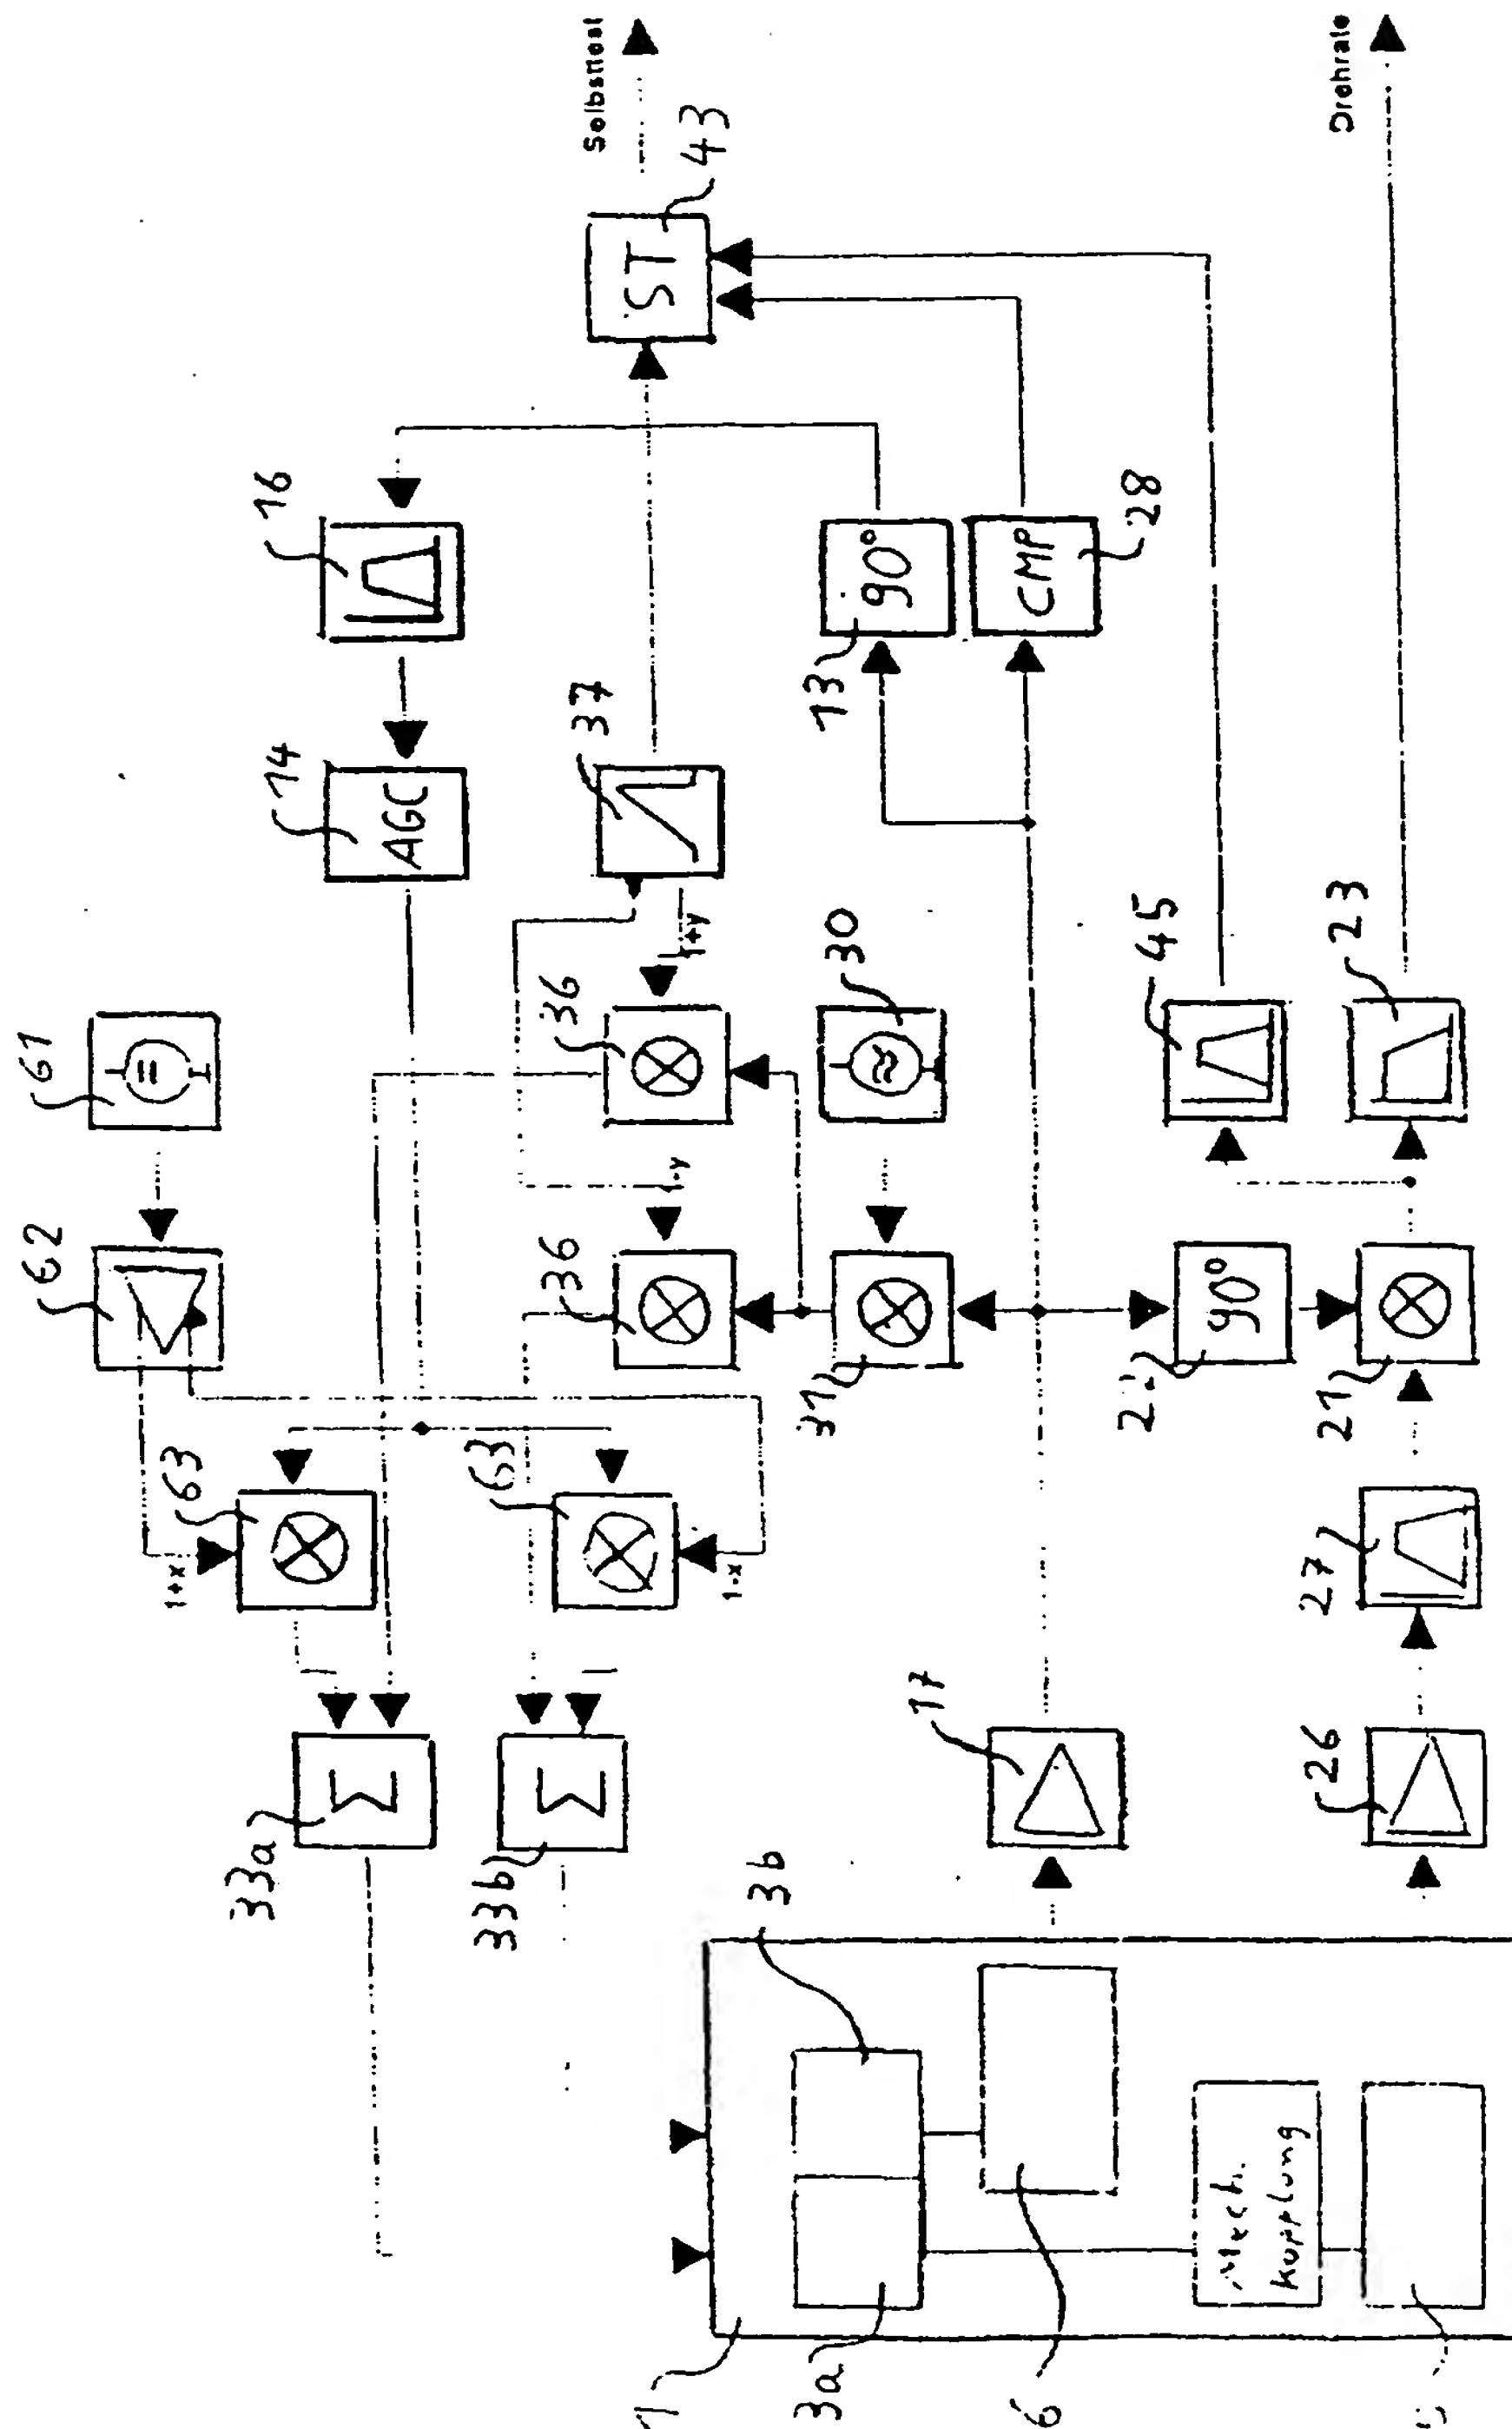 Selbsttest
Drehrate
43
ST
16
14
AGC
37
13
90°
CMP
28
61
62
36
1+y
30
36
1-y
31
45
23
22
90°
21
63
1+x
63
1-x
27
33a
Σ
33b
Σ
17
26
3b
1
3a
6
Mech.
kopplung